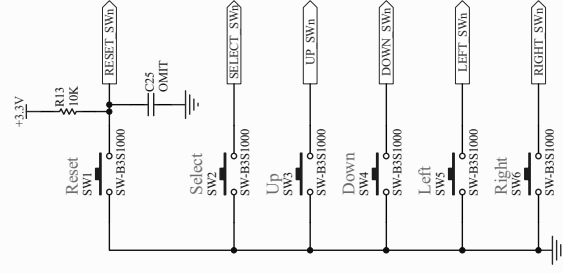 RESET_SWn
SELECT_SWn
UP_SWn
DOWN_SWn
LEFT_SWn
RIGHT_SWn
+3.3V
R13
10K
C25
OMIT
Reset
SW1
SW-B3S1000
Select
SW2
SW-B3S1000
Up
SW3
SW-B3S1000
Down
SW4
SW-B3S1000
Left
SW5
SW-B3S1000
Right
SW6
SW-B3S1000